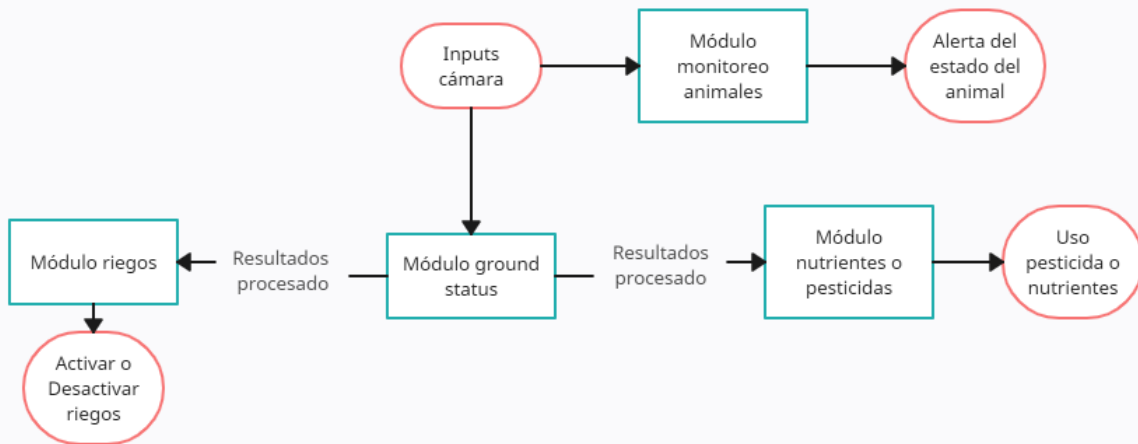 Inputs
cámara
Módulo
monitoreo
animales
Alerta del
estado del
animal
Módulo riegos
Resultados
procesado
Módulo ground
status
Resultados
procesado
Módulo
nutrientes o
pesticidas
Uso
pesticida o
nutrientes
Activar o
Desactivar
riegos